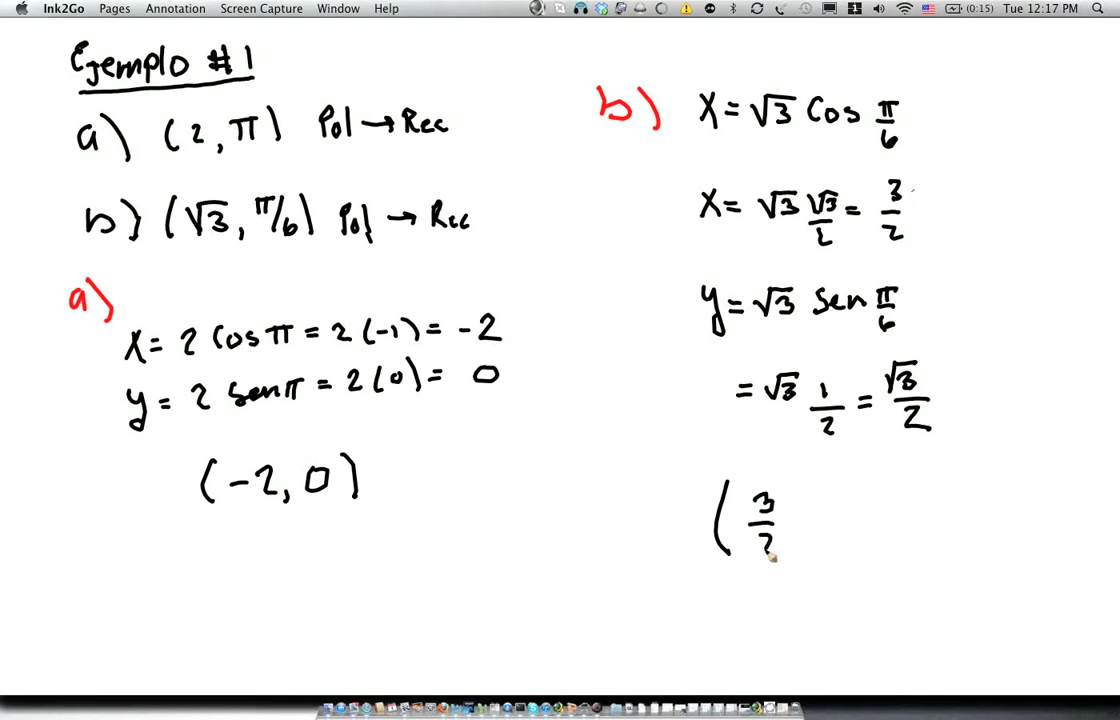 Ink2Go Pages Annotation Screen Capture Window Help (0:15) Tue 12:17 PM
Ejemplo #1
a) (2, π) Pol → Rec
b) (√3, π/6) Pol → Rec
a)
x = 2 cos π = 2 (-1) = -2
y = 2 sen π = 2 (0) = 0
(-2, 0)
b) x = √3 Cos π/6
x = √3 √3/2 = 3/2
y = √3 Sen π/6
= √3 1/2 = √3/2
( 3/2